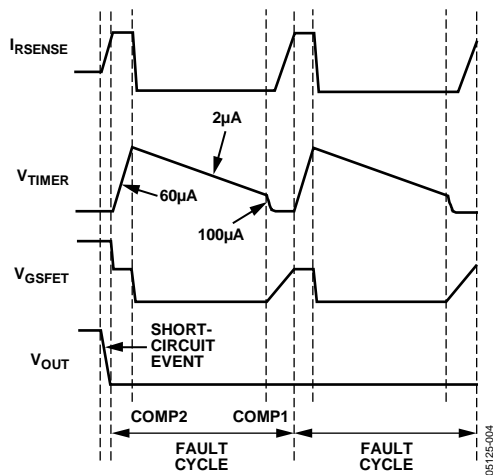 IRSENSE
2µA
VTIMER
60µA
100µA
VGSFET
SHORT-
CIRCUIT
EVENT
VOUT
COMP2
COMP1
FAULT
CYCLE
FAULT
CYCLE
05125-004